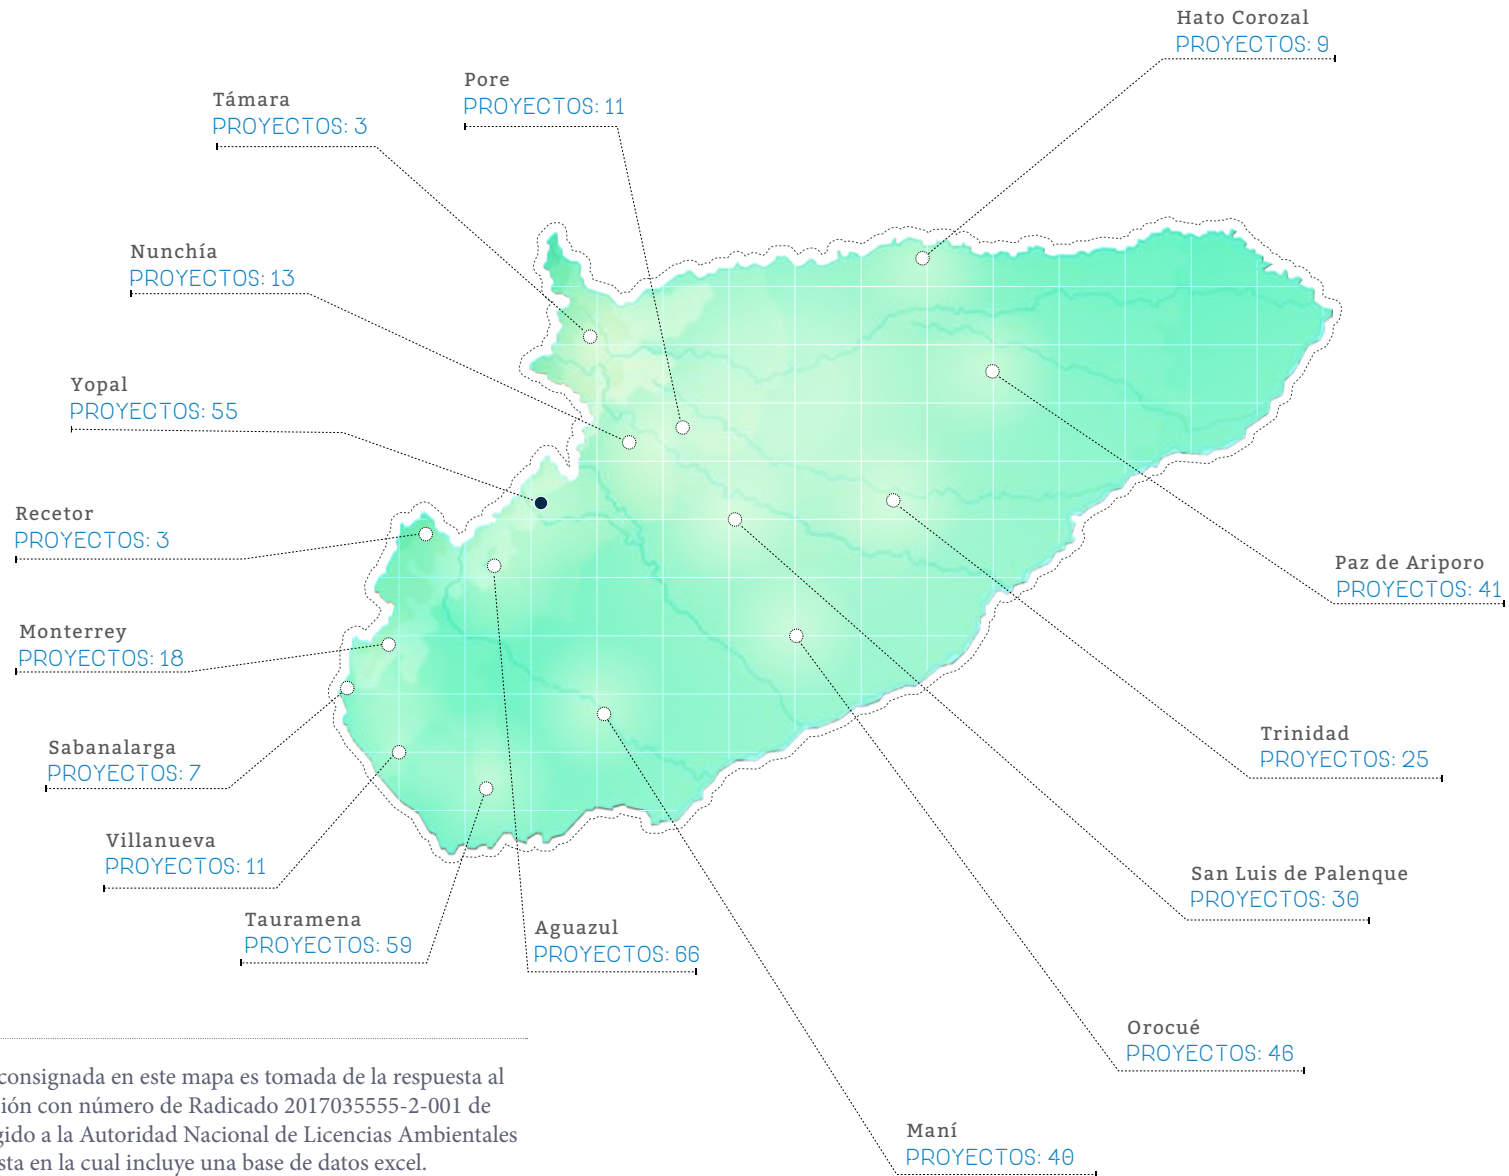 Hato Corozal
PROYECTOS: 9
Pore
PROYECTOS: 11
Támara
PROYECTOS: 3
Nunchía
PROYECTOS: 13
Yopal
PROYECTOS: 55
Recetor
PROYECTOS: 3
Paz de Ariporo
PROYECTOS: 41
Monterrey
PROYECTOS: 18
Sabanalarga
PROYECTOS: 7
Trinidad
PROYECTOS: 25
Villanueva
PROYECTOS: 11
San Luis de Palenque
PROYECTOS: 30
Tauramena
PROYECTOS: 59
Aguazul
PROYECTOS: 66
Orocué
PROYECTOS: 46
Maní
PROYECTOS: 40
consignada en este mapa es tomada de la respuesta al
ión con número de Radicado 2017035555-2-001 de
gido a la Autoridad Nacional de Licencias Ambientales
sta en la cual incluye una base de datos excel.